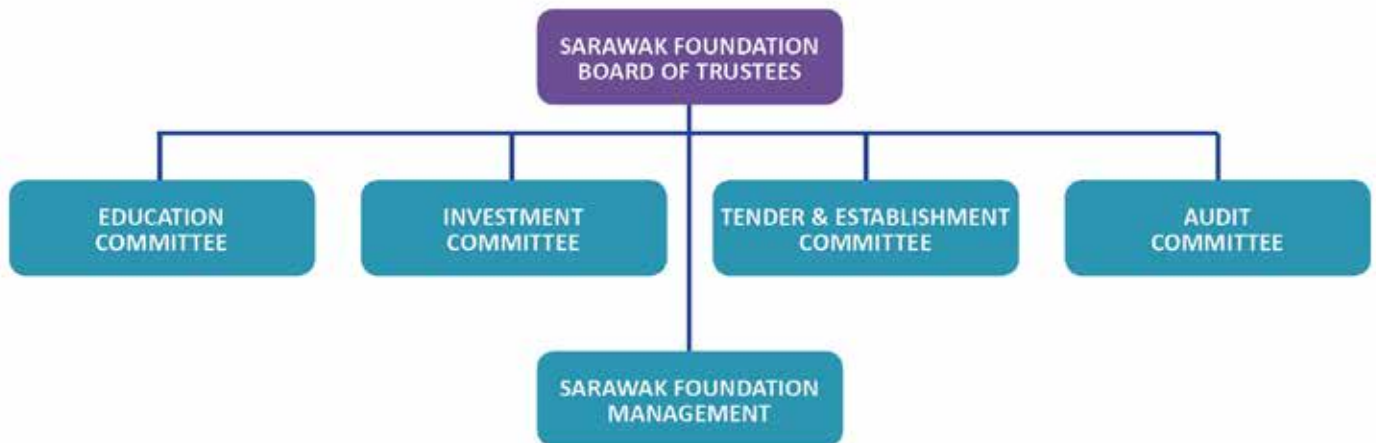 SARAWAK FOUNDATION
BOARD OF TRUSTEES
EDUCATION
COMMITTEE
INVESTMENT
COMMITTEE
TENDER & ESTABLISHMENT
COMMITTEE
AUDIT
COMMITTEE
SARAWAK FOUNDATION
MANAGEMENT